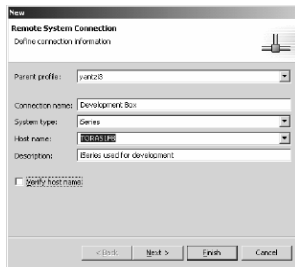 New
Remote System Connection
Define connection information
Parent profile: yantzi3
Connection name: Development Box
System type: iSeries
Host name:
Description: iSeries used for development
Verify host name
< Back Next > Finish Cancel